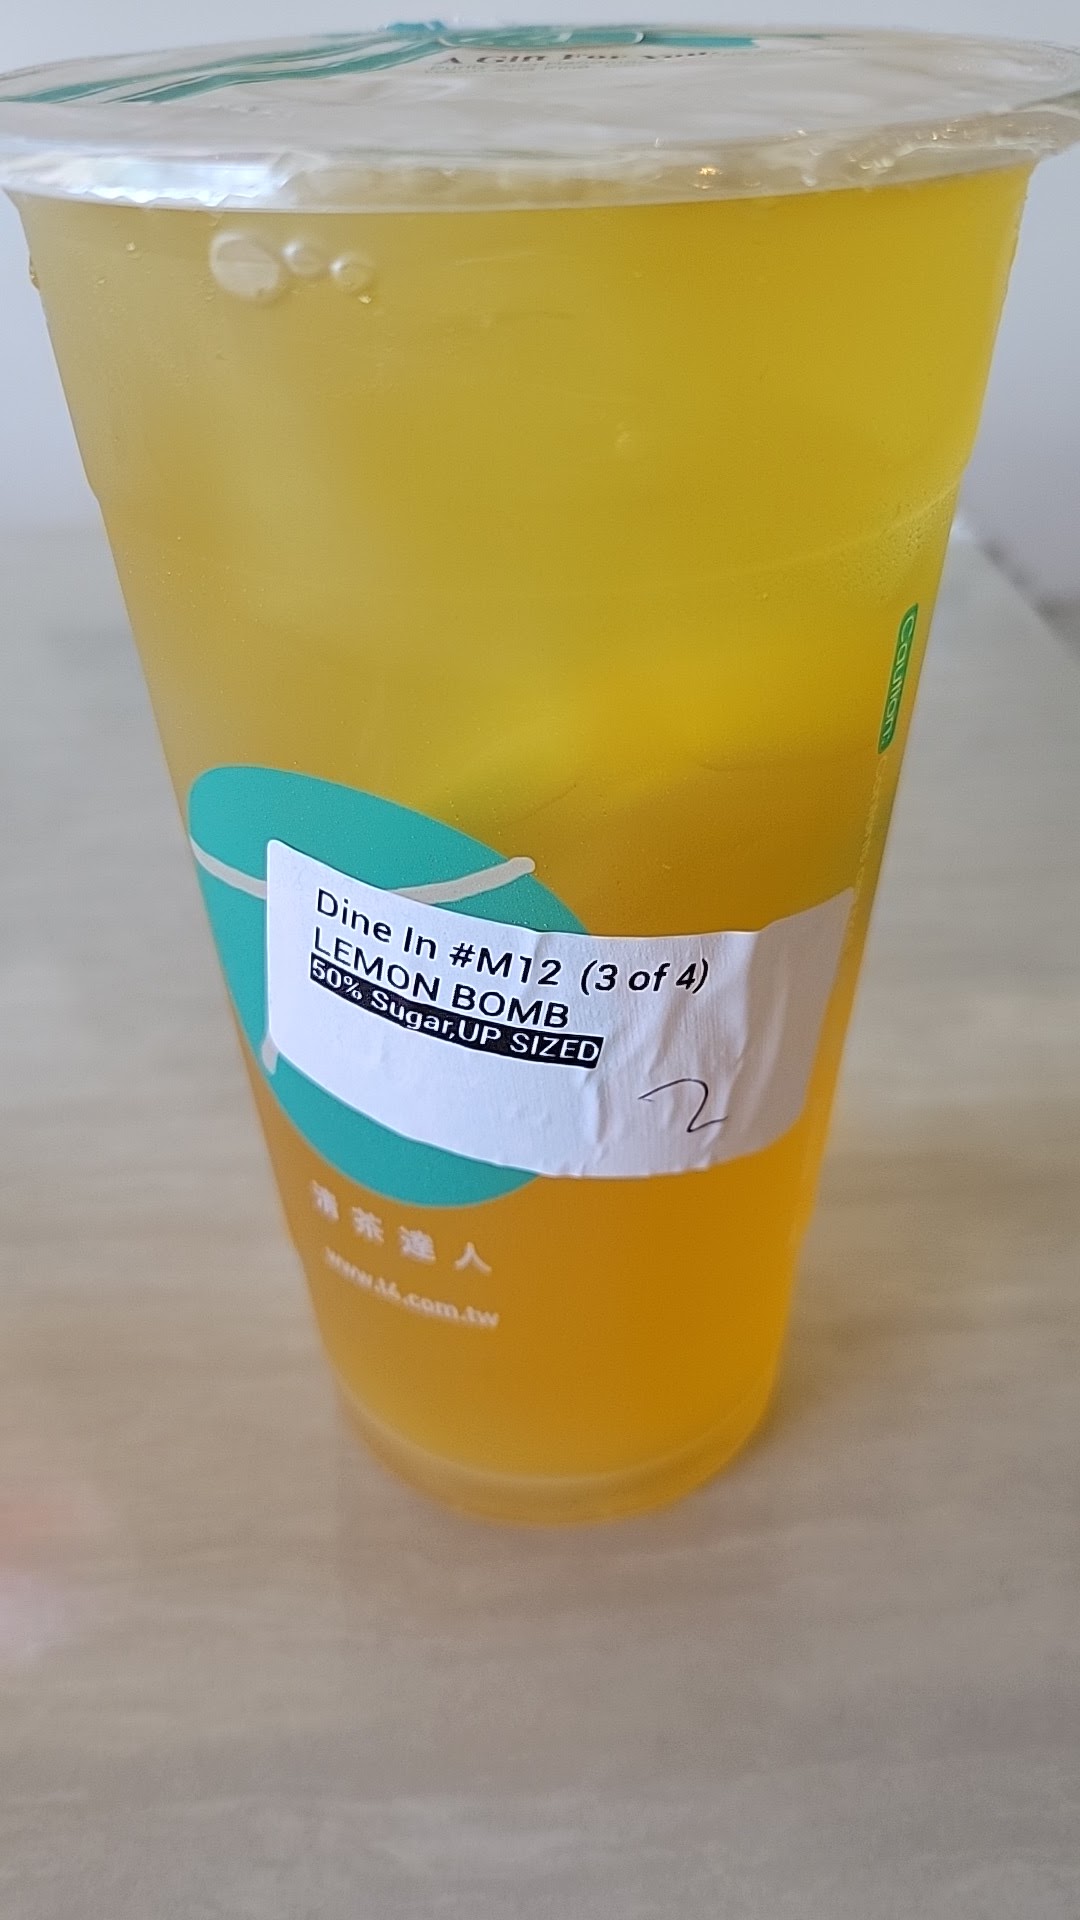 A Gift For You
Dine In #M12 (3 of 4)
LEMON BOMB
50% Sugar,UP SIZED
2
清茶達人
www.t4.com.tw
Caution: